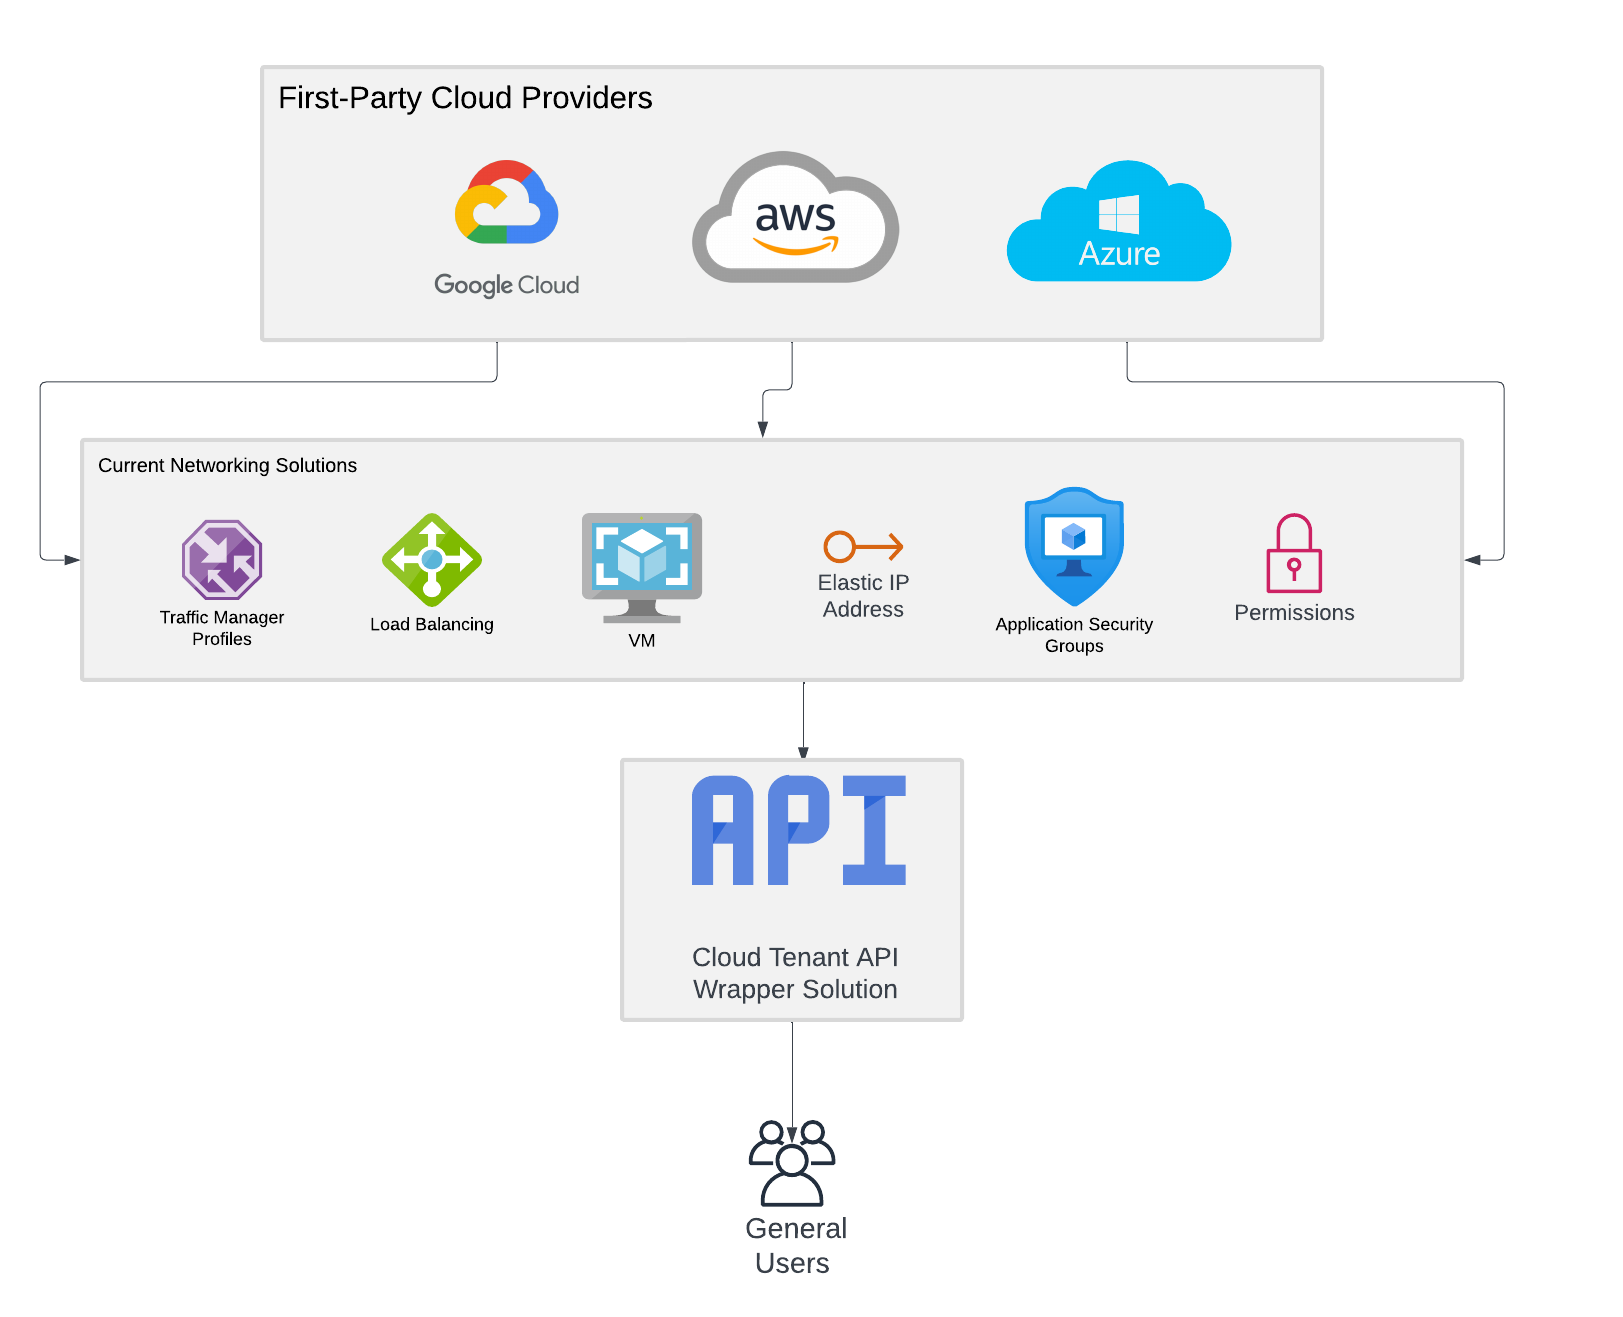 First-Party Cloud Providers
Google Cloud
aws
Azure
Current Networking Solutions
Traffic Manager
Profiles
Load Balancing
VM
Elastic IP
Address
Application Security
Groups
Permissions
API
Cloud Tenant API
Wrapper Solution
General
Users